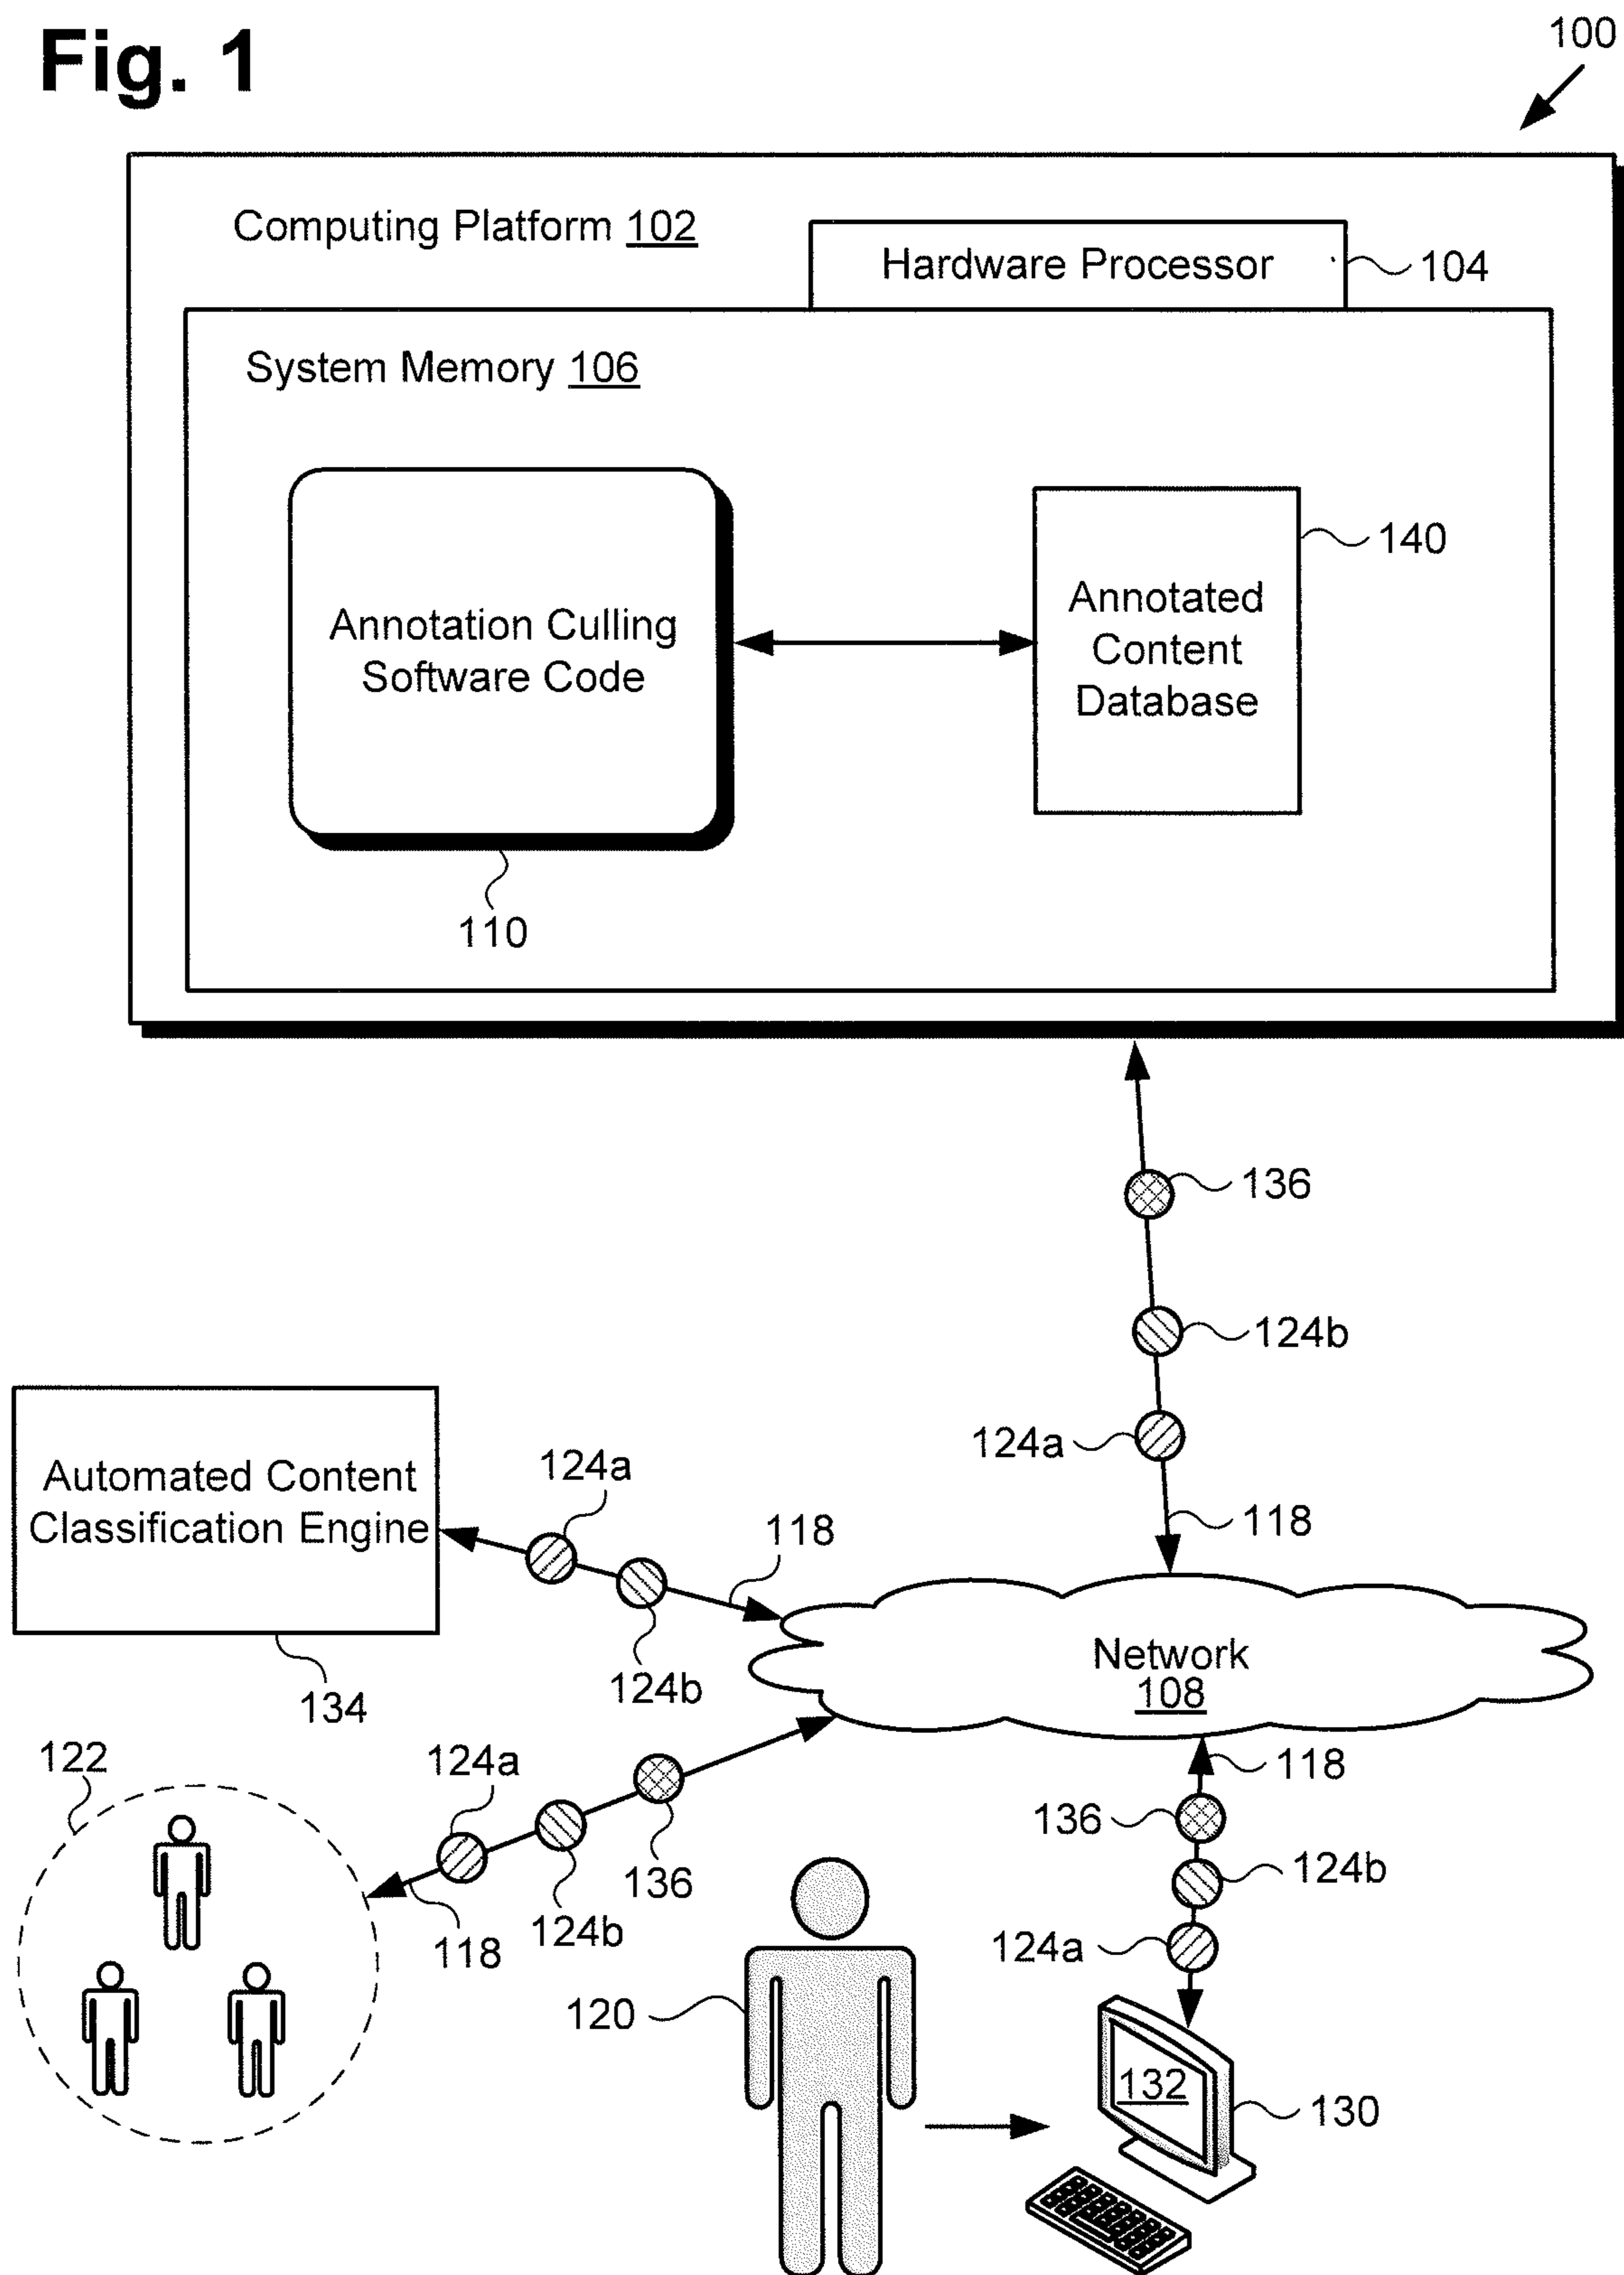 Fig. 1
100
Computing Platform 102
Hardware Processor
104
System Memory 106
140
Annotation Culling
Software Code
Annotated
Content
Database
110
136
124b
124a
118
Automated Content
Classification Engine
124a
118
124b
134
Network
108
122
124a
136
124b
118
118
136
124b
124a
120
132
130